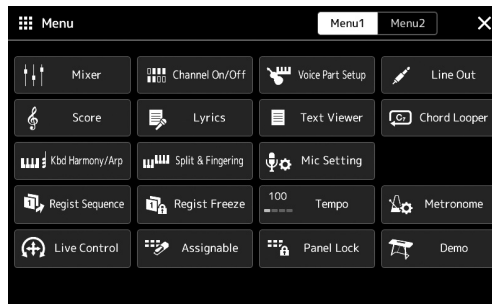 Menu Menu1 Menu2
Mixer Channel On/Off Voice Part Setup Line Out
Score Lyrics Text Viewer C7 Chord Looper
Kbd Harmony/Arp Split & Fingering Mic Setting
Regist Sequence Regist Freeze 100 Tempo Metronome
Live Control Assignable Panel Lock Demo